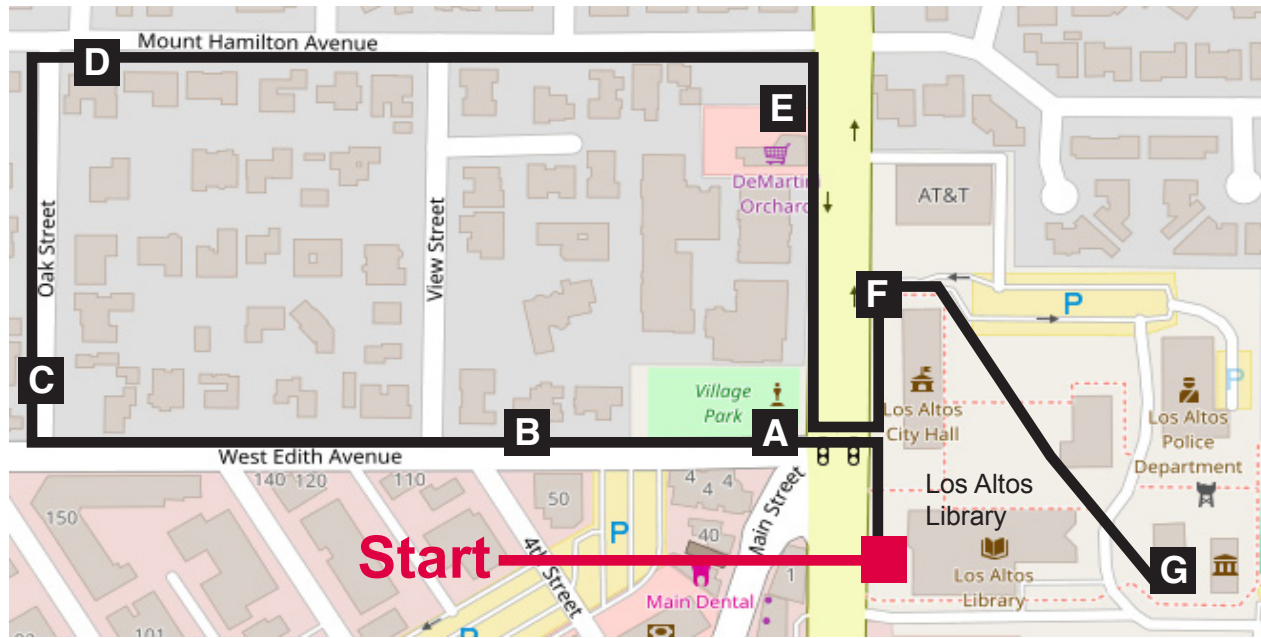 Mount Hamilton Avenue
D
E
DeMartini
Orchard
AT&T
Oak Street
View Street
F
P
C
Village
Park
Los Altos
City Hall
P
Los Altos
Police
Department
B
A
West Edith Avenue
140
120
110
150
50
4
4
4
40
Main Street
Los Altos
Library
P
Start
4th Street
1
Los Altos
Library
G
Main Dental
101
P